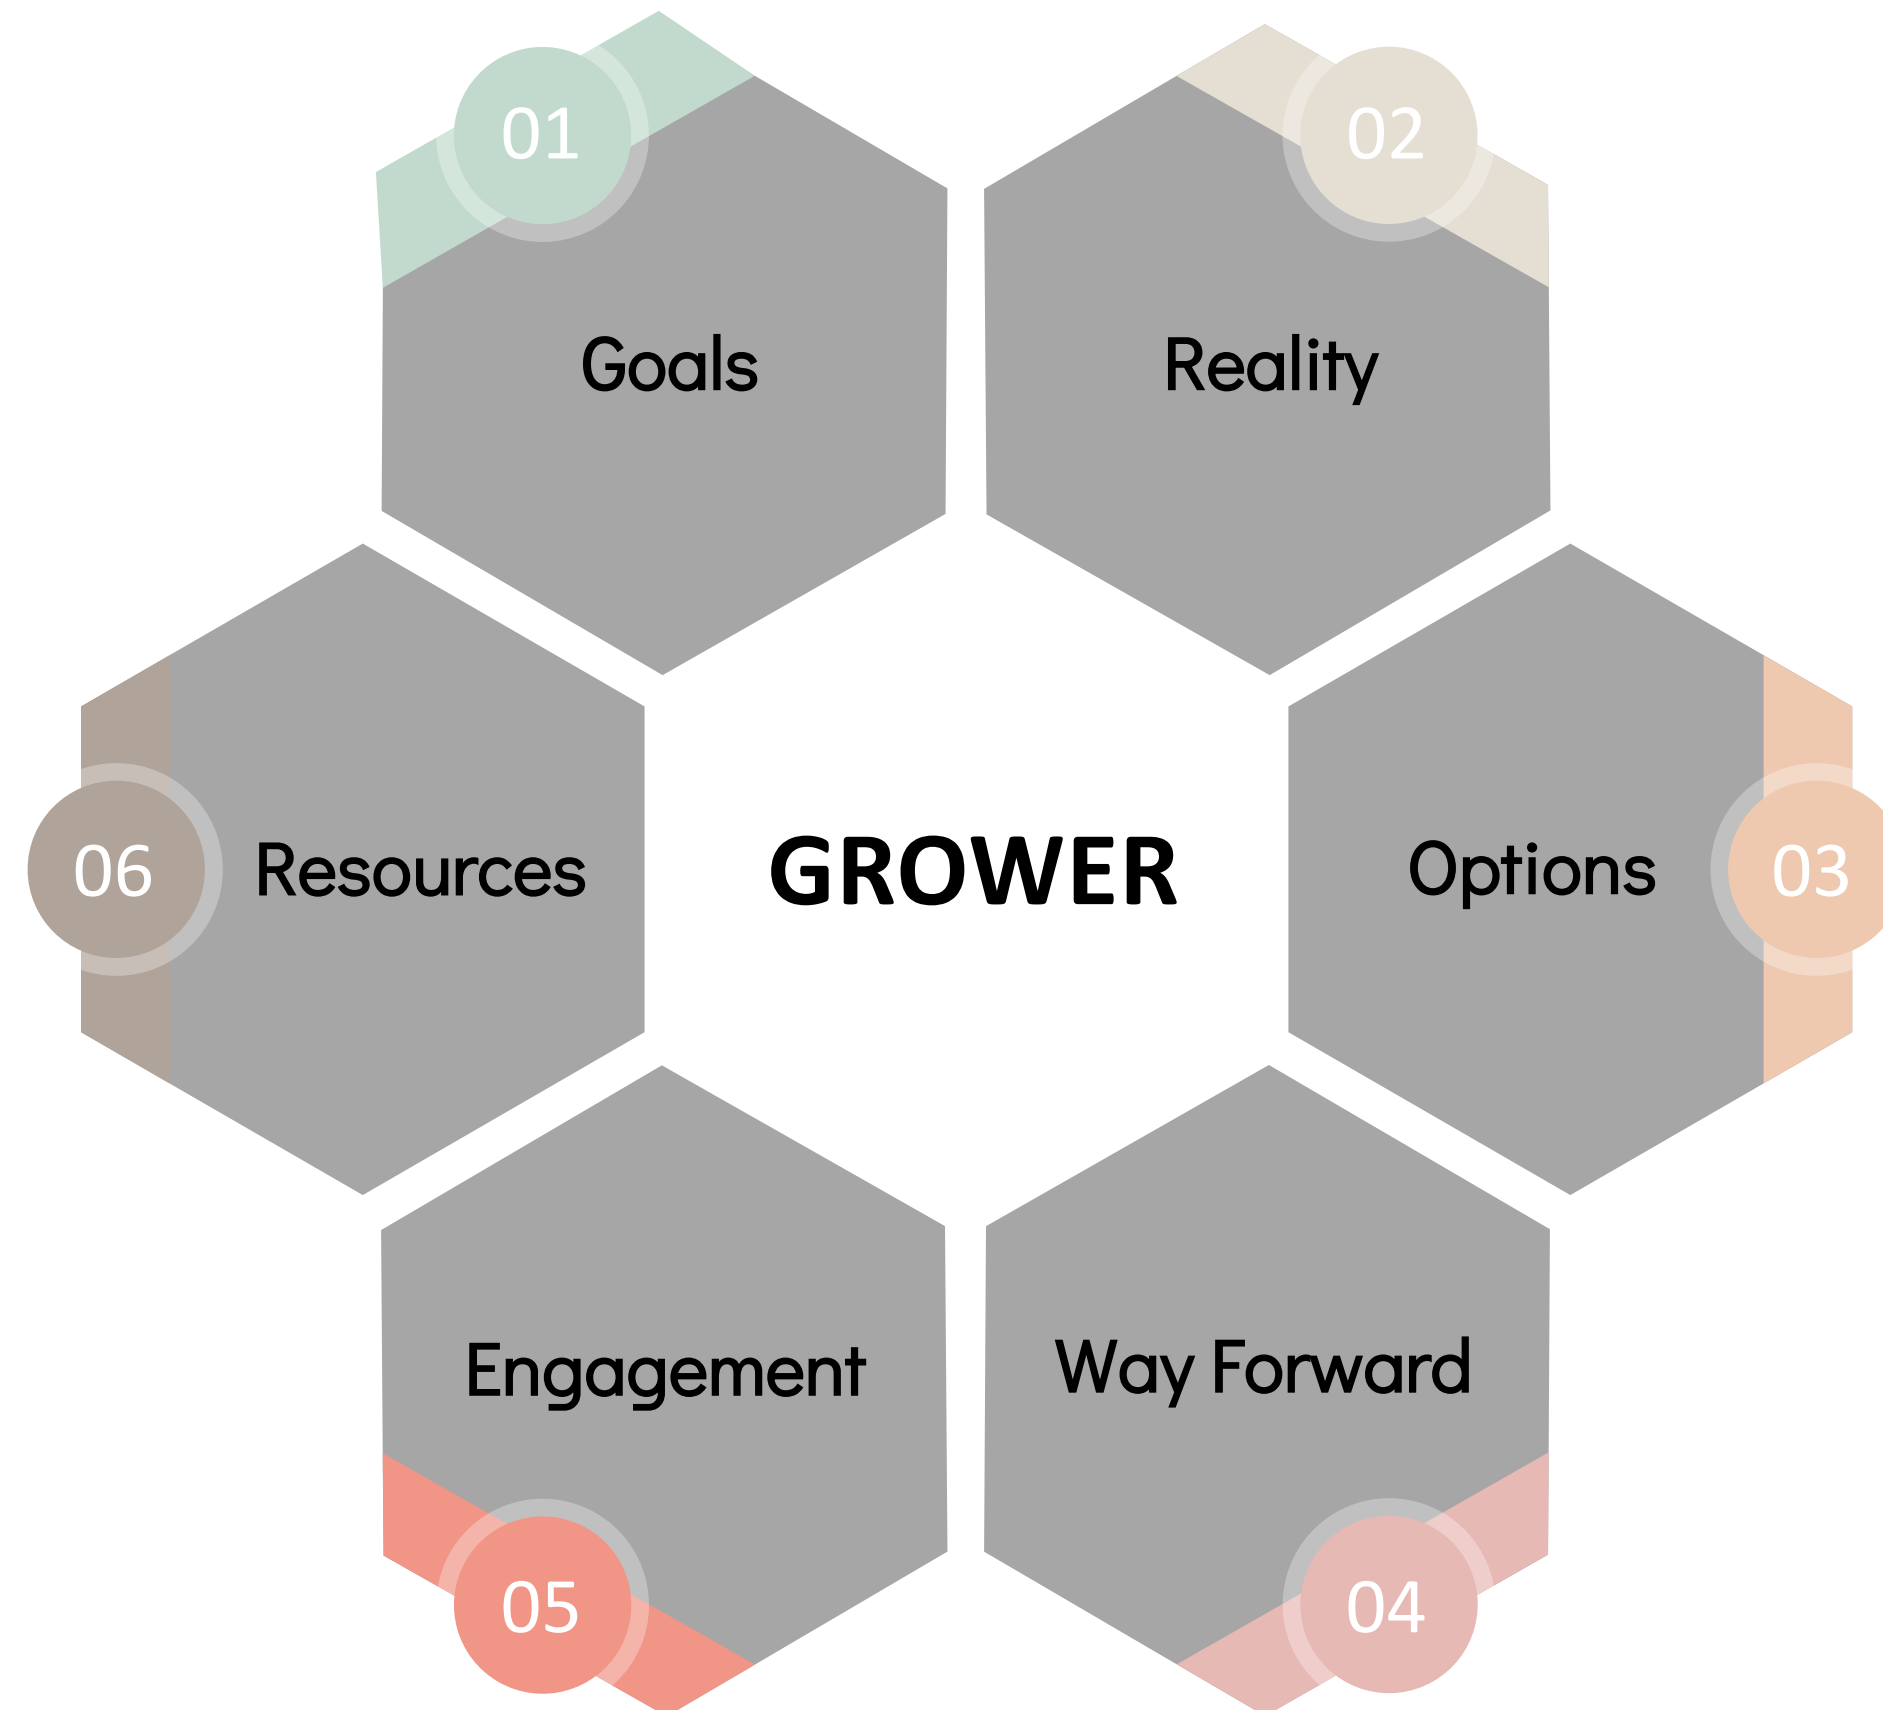 01
Goals
02
Reality
03
Options
04
Way Forward
05
Engagement
06
Resources
GROWER